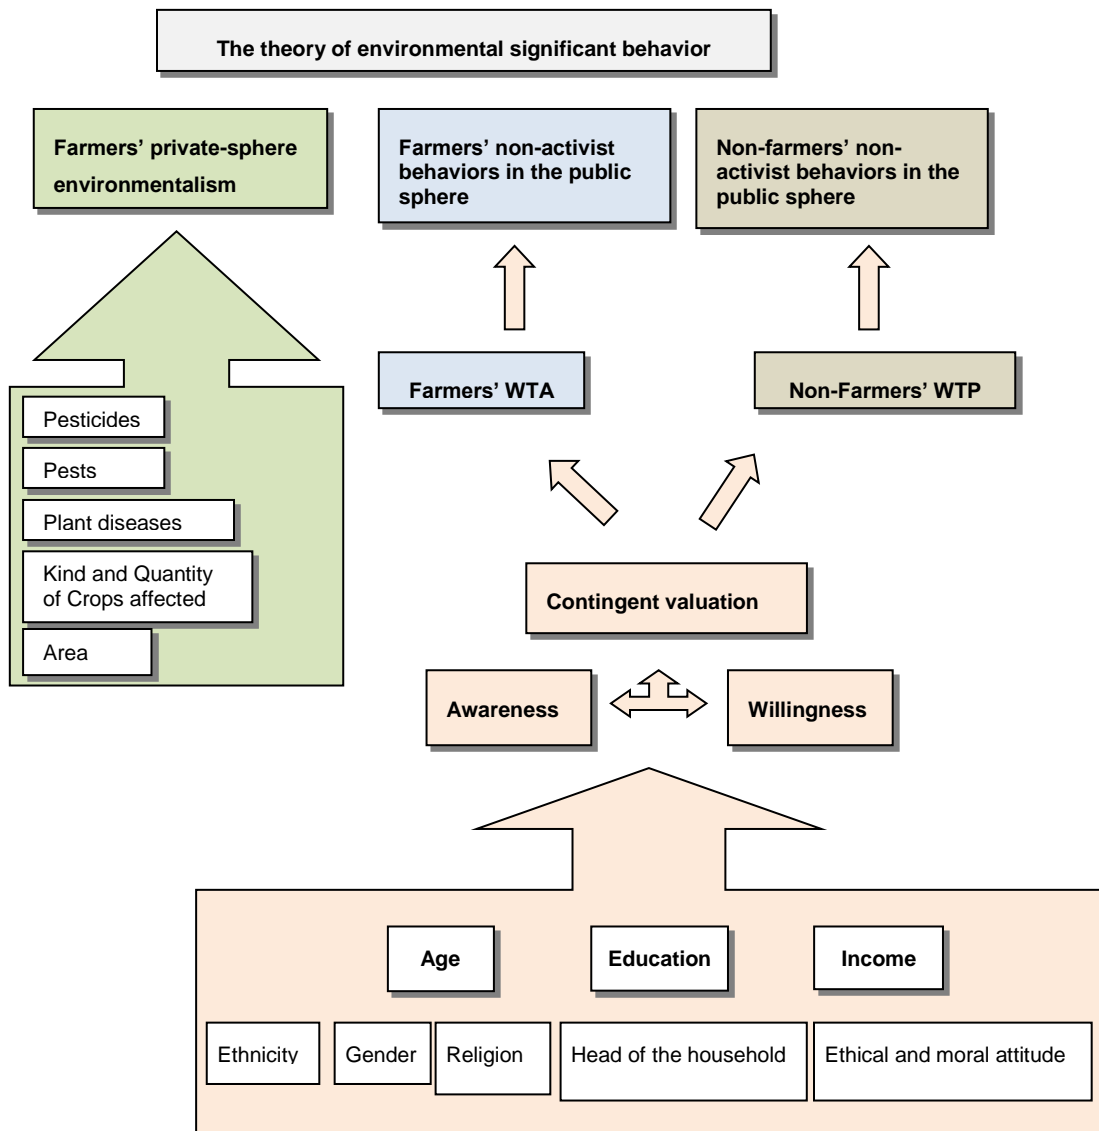 The theory of environmental significant behavior
Farmers’ private-sphere
environmentalism
Farmers’ non-activist
behaviors in the public
sphere
Non-farmers’ non-
activist behaviors in the
public sphere
Farmers’ WTA
Non-Farmers’ WTP
Pesticides
Pests
Plant diseases
Kind and Quantity
of Crops affected
Area
Contingent valuation
Awareness
Willingness
Age
Education
Income
Ethnicity
Gender
Religion
Head of the household
Ethical and moral attitude